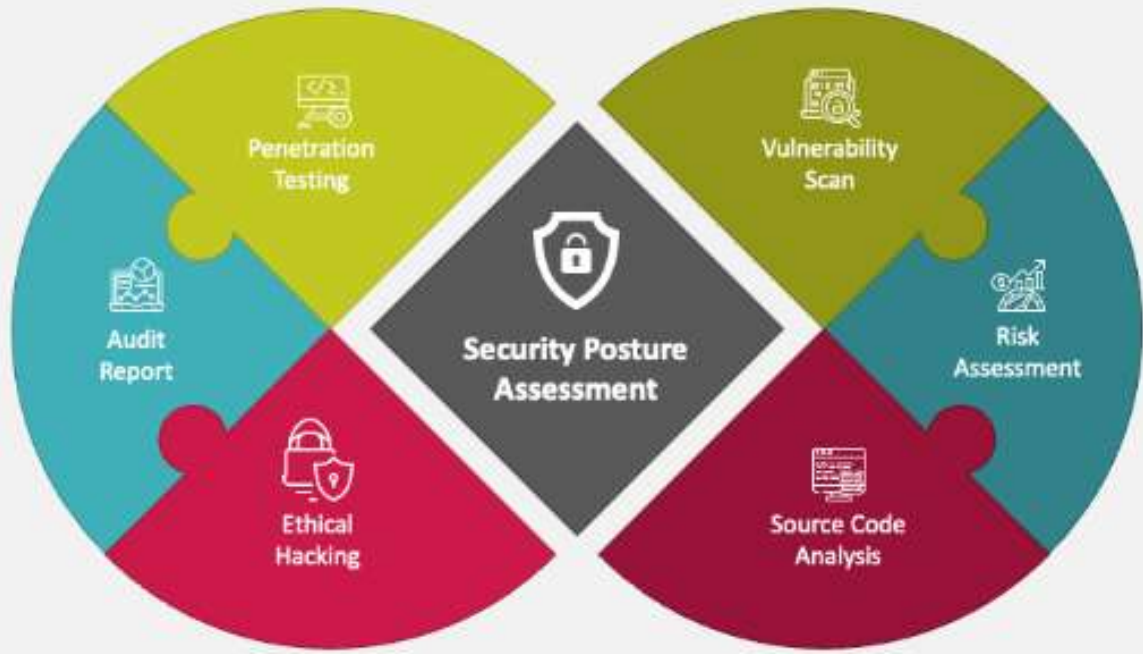 Penetration
Testing
Vulnerability
Scan
Audit
Report
Security Posture
Assessment
Risk
Assessment
Ethical
Hacking
Source Code
Analysis